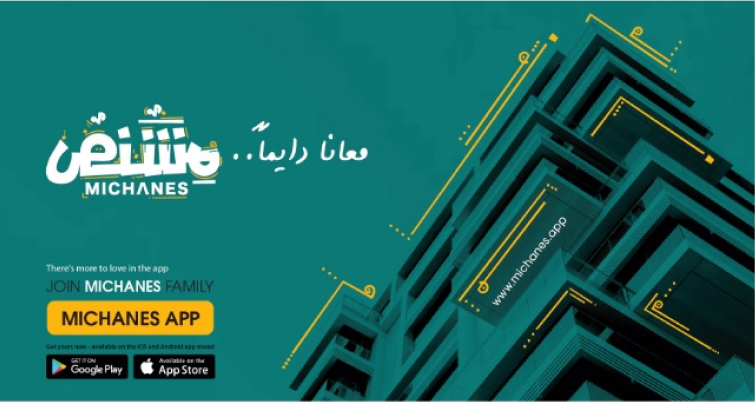 مشنص
معانا دايماً..
MICHANES
www.michanes.app
There's more to love in the app
JOIN MICHANES FAMILY
MICHANES APP
Get yours now - available on the iOS and Android app stores!
GET IT ON
Google Play
Available on the
App Store